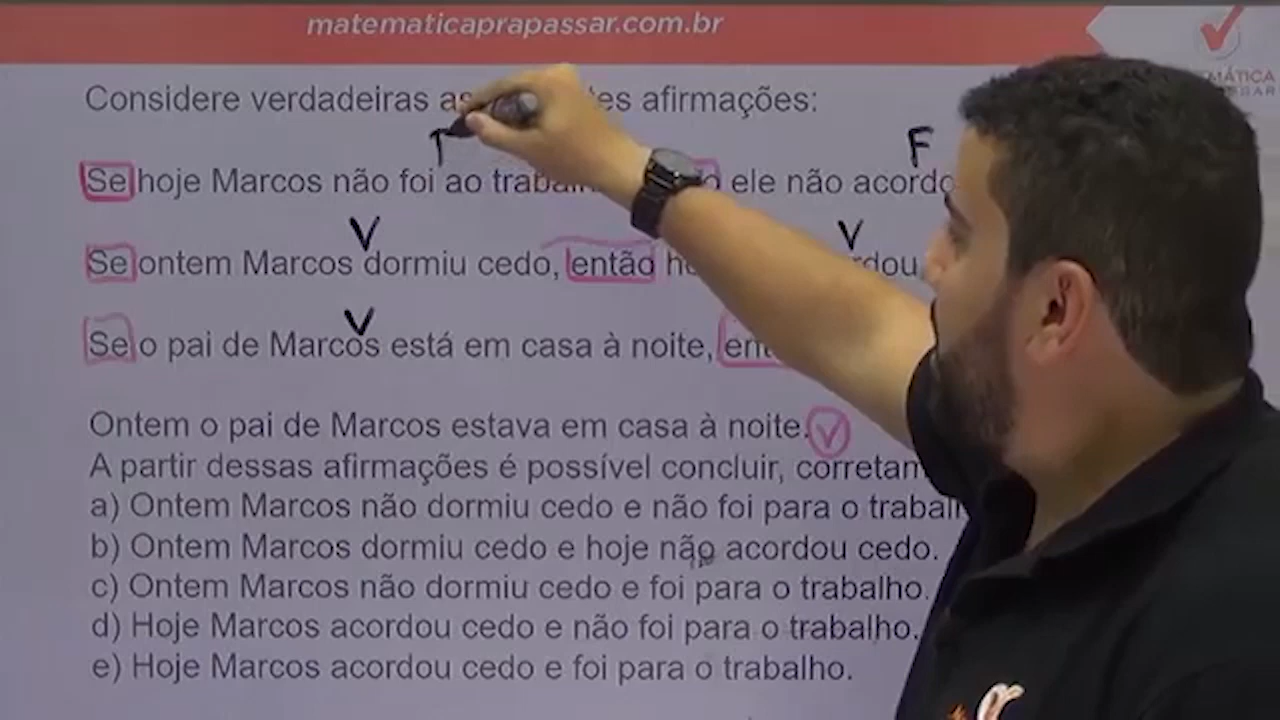 matematicaprapassar.com.br
MÁTICA
SSAR
Considere verdadeiras afirmações:
F
Se hoje Marcos não foi ao ele não
V V
Se ontem Marcos dormiu cedo, então
V
Se o pai de Marcos está em casa à noite,
Ontem o pai de Marcos estava em casa à noite. V
A partir dessas afirmações é possível concluir,
a) Ontem Marcos não dormiu cedo e não foi para o
b) Ontem Marcos dormiu cedo e hoje não acordou cedo.
c) Ontem Marcos não dormiu cedo e foi para o trabalho.
d) Hoje Marcos acordou cedo e não foi para o trabalho.
e) Hoje Marcos acordou cedo e foi para o trabalho.